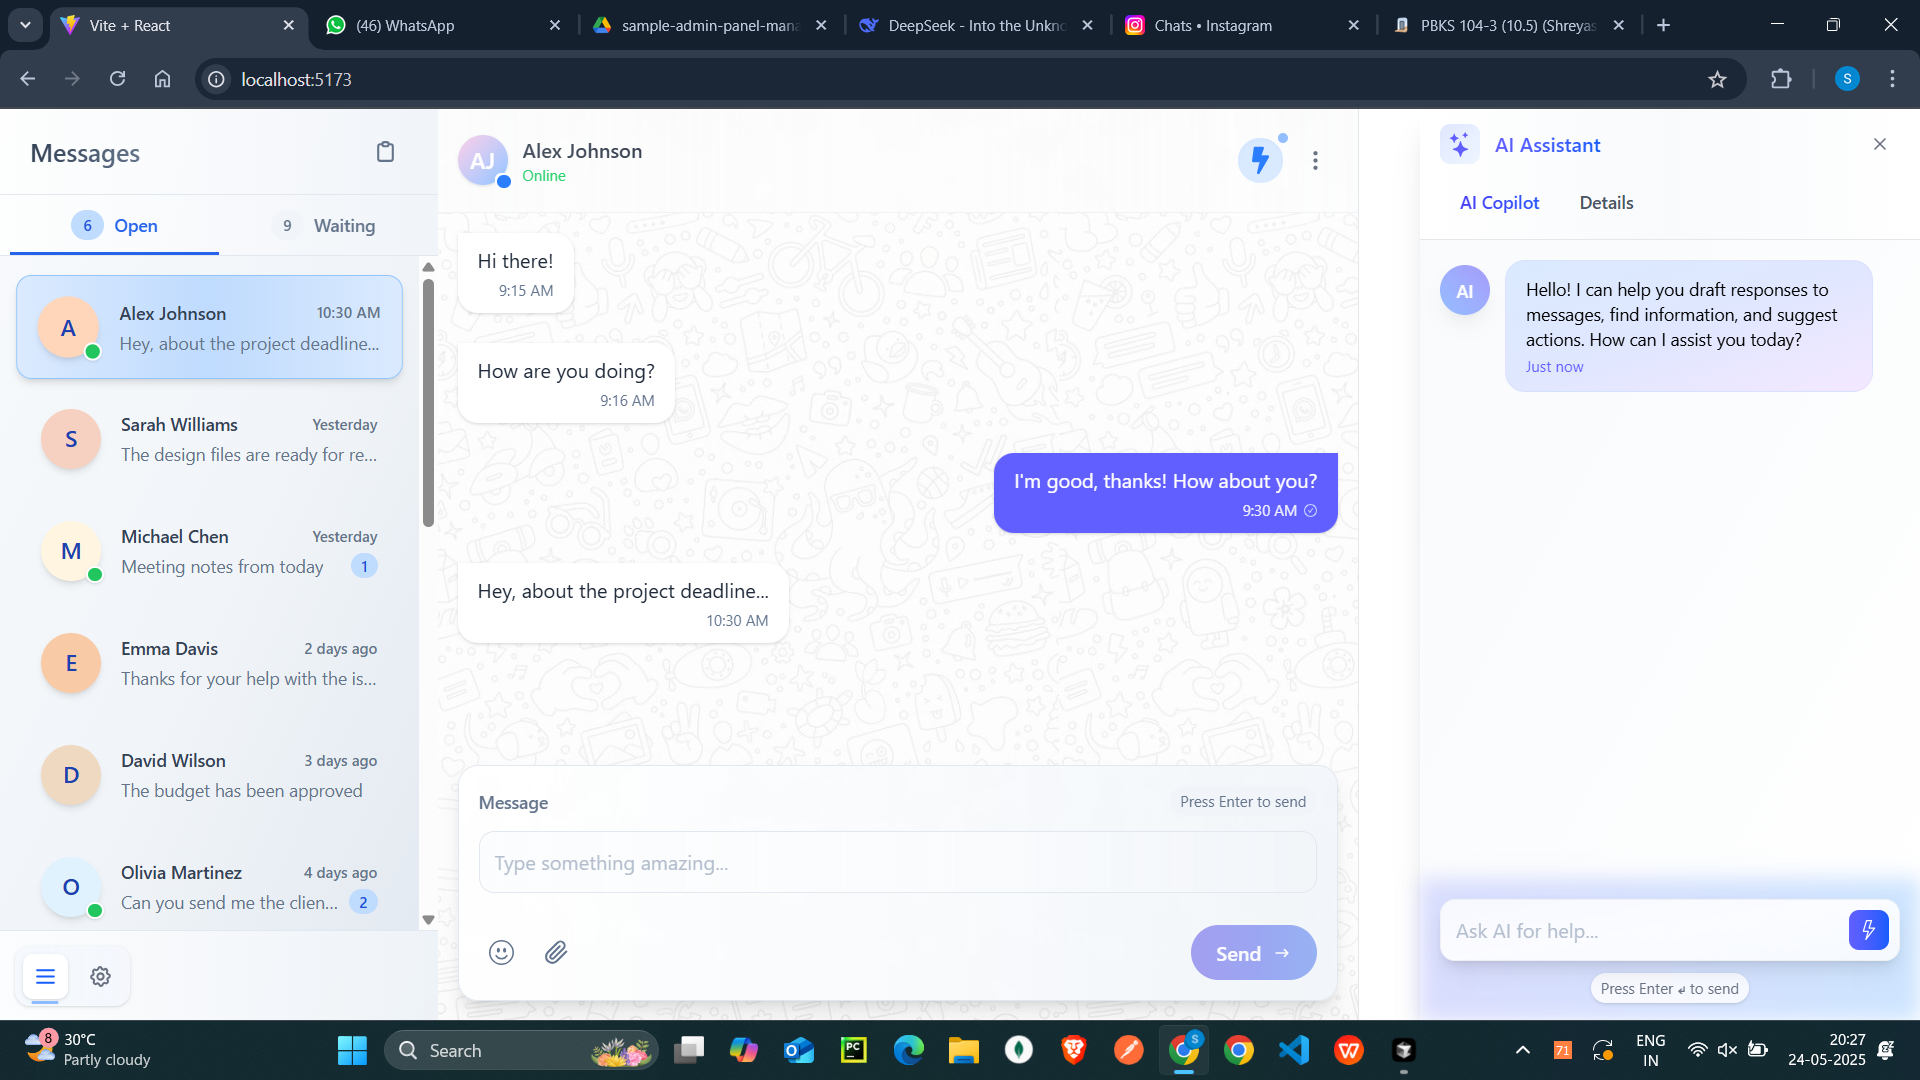 Vite + React
(46) WhatsApp
sample-admin-panel-mana
DeepSeek - Into the Unkno
Chats • Instagram
PBKS 104-3 (10.5) (Shreyas
localhost:5173
S
Messages
6 Open
9 Waiting
A
Alex Johnson
10:30 AM
Hey, about the project deadline...
S
Sarah Williams
Yesterday
The design files are ready for re...
M
Michael Chen
Yesterday
Meeting notes from today
1
E
Emma Davis
2 days ago
Thanks for your help with the is...
D
David Wilson
3 days ago
The budget has been approved
O
Olivia Martinez
4 days ago
Can you send me the clien...
2
AJ
Alex Johnson
Online
Hi there!
9:15 AM
How are you doing?
9:16 AM
I'm good, thanks! How about you?
9:30 AM
Hey, about the project deadline...
10:30 AM
Message
Press Enter to send
Type something amazing...
Send →
AI Assistant
AI Copilot
Details
AI
Hello! I can help you draft responses to
messages, find information, and suggest
actions. How can I assist you today?
Just now
Ask AI for help...
Press Enter ↲ to send
8
30°C
Partly cloudy
Search
PC
S
W
71
ENG
IN
20:27
24-05-2025